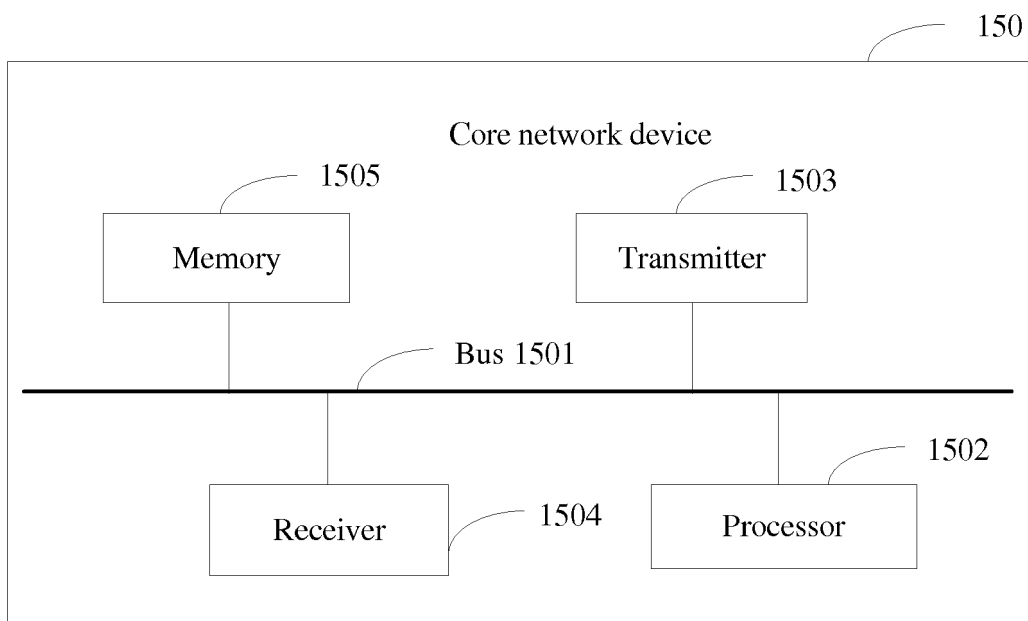 150
Core network device
1505
1503
Memory
Transmitter
Bus 1501
1502
1504
Receiver
Processor